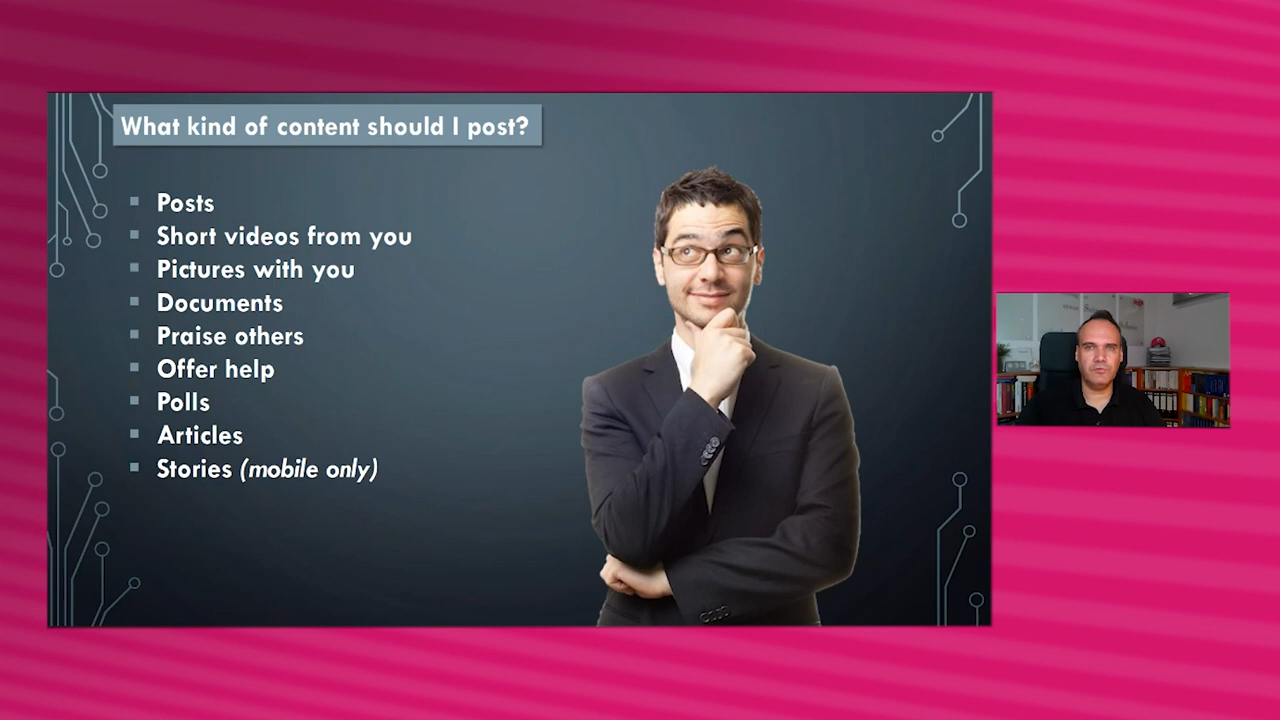 What kind of content should I post?
Posts
Short videos from you
Pictures with you
Documents
Praise others
Offer help
Polls
Articles
Stories (mobile only)